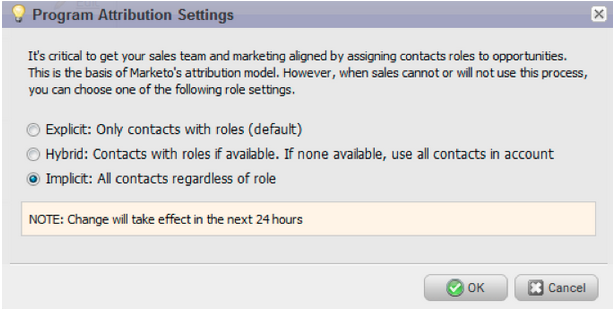 Program Attribution Settings
It's critical to get your sales team and marketing aligned by assigning contacts roles to opportunities.
This is the basis of Marketo's attribution model. However, when sales cannot or will not use this process,
you can choose one of the following role settings.
Explicit: Only contacts with roles (default)
Hybrid: Contacts with roles if available. If none available, use all contacts in account
Implicit: All contacts regardless of role
NOTE: Change will take effect in the next 24 hours
OK Cancel